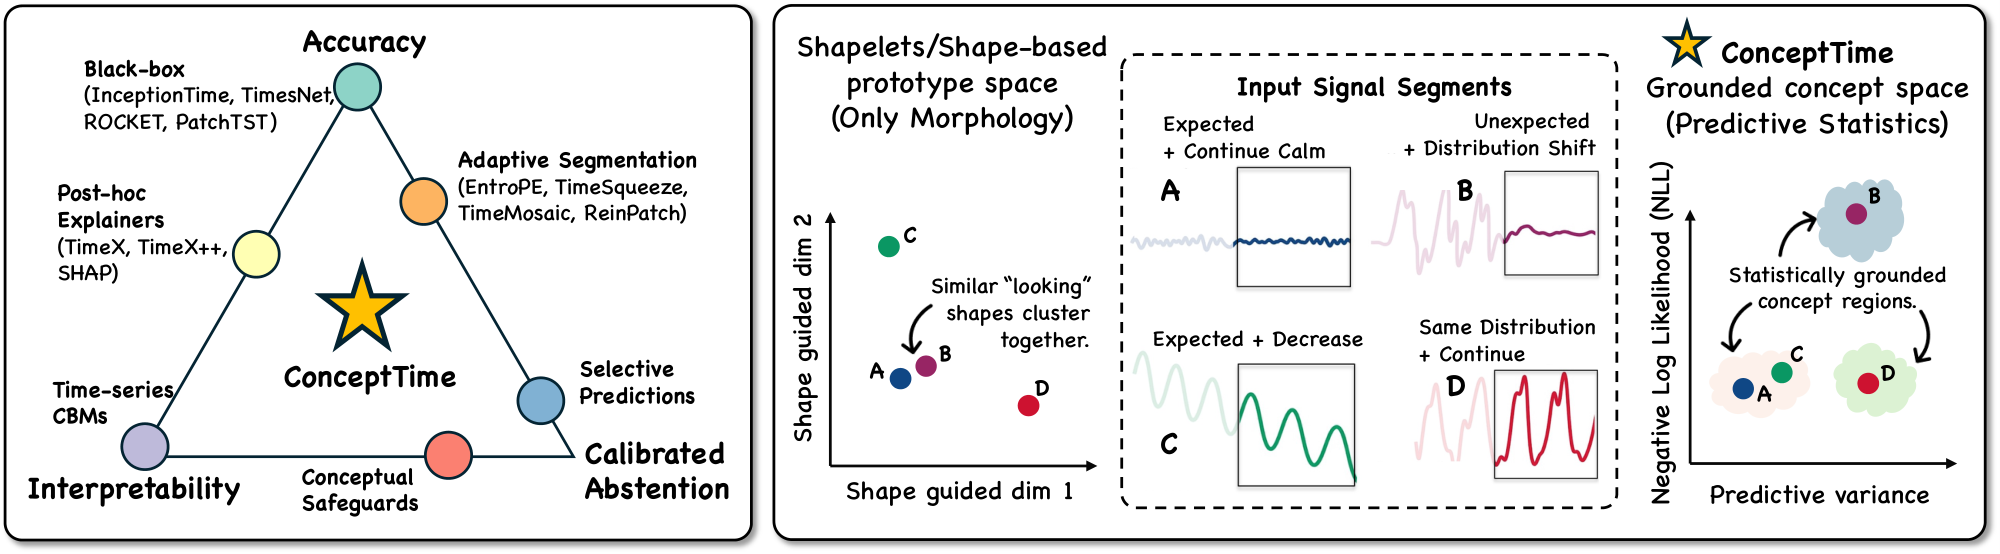 Accuracy
Black-box
(InceptionTime, TimesNet,
ROCKET, PatchTST)
Adaptive Segmentation
(EntroPE, TimeSqueeze,
TimeMosaic, ReinPatch)
Post-hoc
Explainers
(TimeX, TimeX++,
SHAP)
ConceptTime
Time-series
CBMs
Selective
Predictions
Interpretability
Conceptual
Safeguards
Calibrated
Abstention
Shapelets/Shape-based
prototype space
(Only Morphology)
Shape guided dim 2
C
Similar "looking"
shapes cluster
together.
A
B
D
Shape guided dim 1
Input Signal Segments
Expected
+ Continue Calm
A
Unexpected
+ Distribution Shift
B
Expected + Decrease
C
Same Distribution
+ Continue
D
ConceptTime
Grounded concept space
(Predictive Statistics)
Negative Log Likelihood (NLL)
B
Statistically grounded
concept regions.
C
A
D
Predictive variance